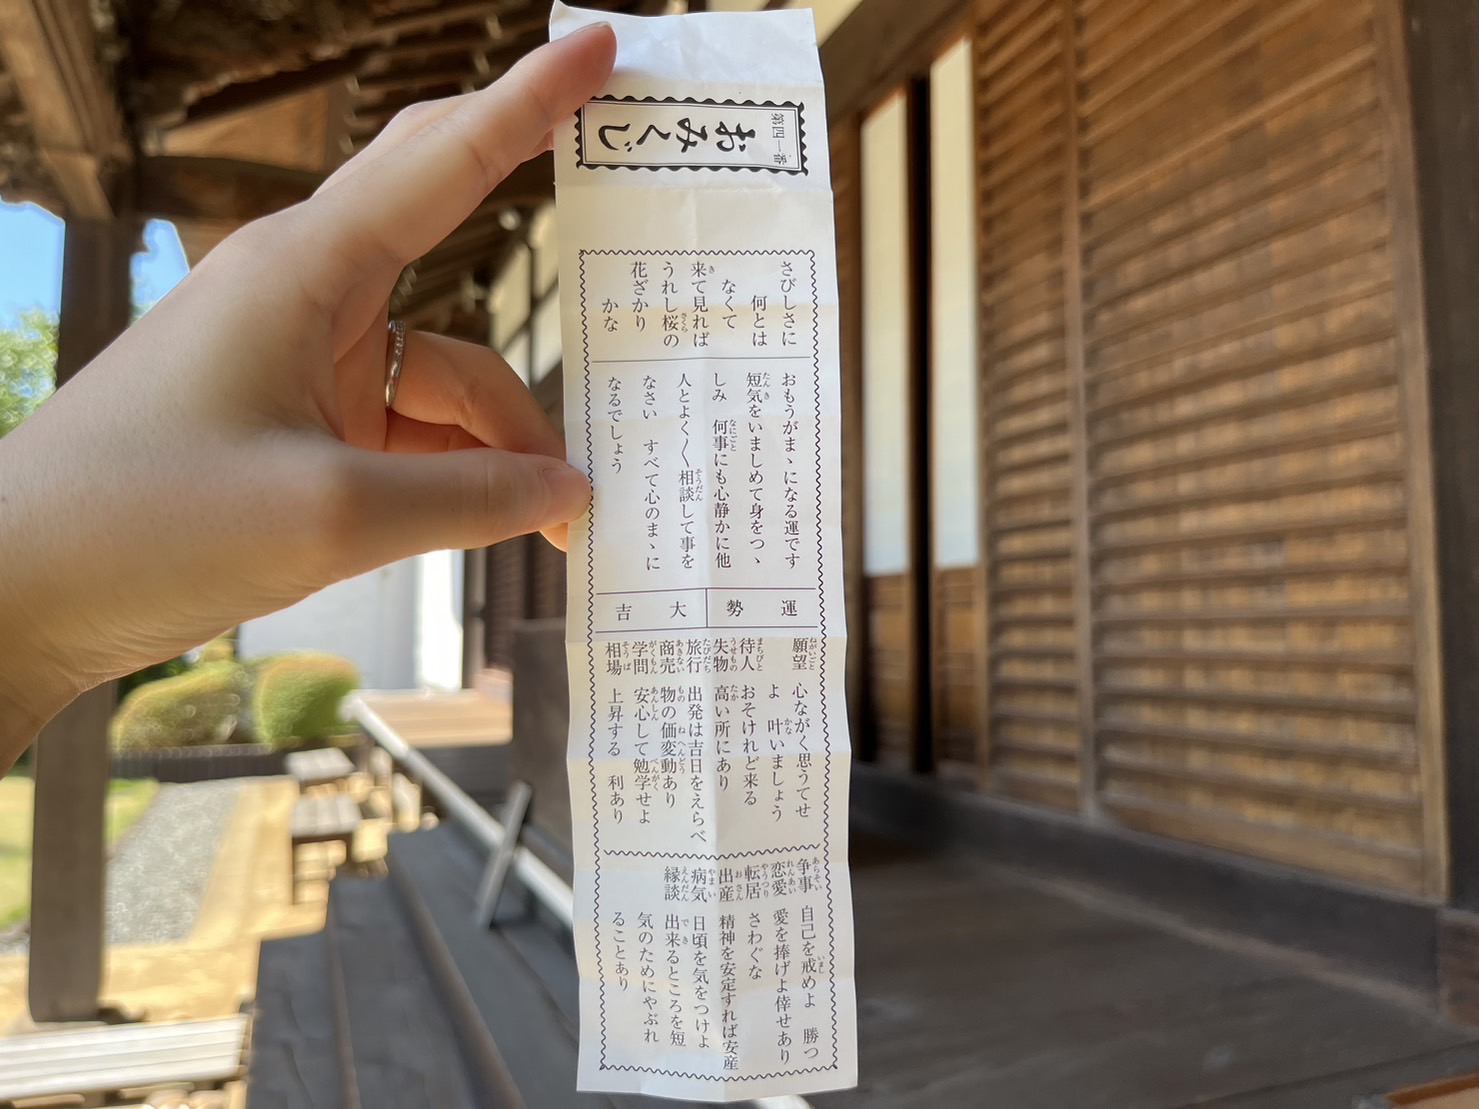 第四一番
おみくじ
さびしさに
何とは
なくて
来て見れば
うれし桜の
花ざかり
かな
おもうがまゝになる運です
短気をいましめて身をつゝ
しみ 何事にも心静かに他
人とよく〱相談して事を
なさい すべて心のまゝに
なるでしょう
運勢
大吉
願望 心ながく思うてせ
よ 叶いましょう
待人 おそけれど来る
失物 高い所にあり
旅行 出発は吉日をえらべ
商売 物の価変動あり
学問 安心して勉学せよ
相場 上昇する 利あり
争事 自己を戒めよ 勝つ
恋愛 愛を捧げよ倖せあり
転居 さわぐな
出産 精神を安定すれば安産
病気 日頃を気をつけよ
縁談 出来るところを短
気のためにやぶれ
ることあり